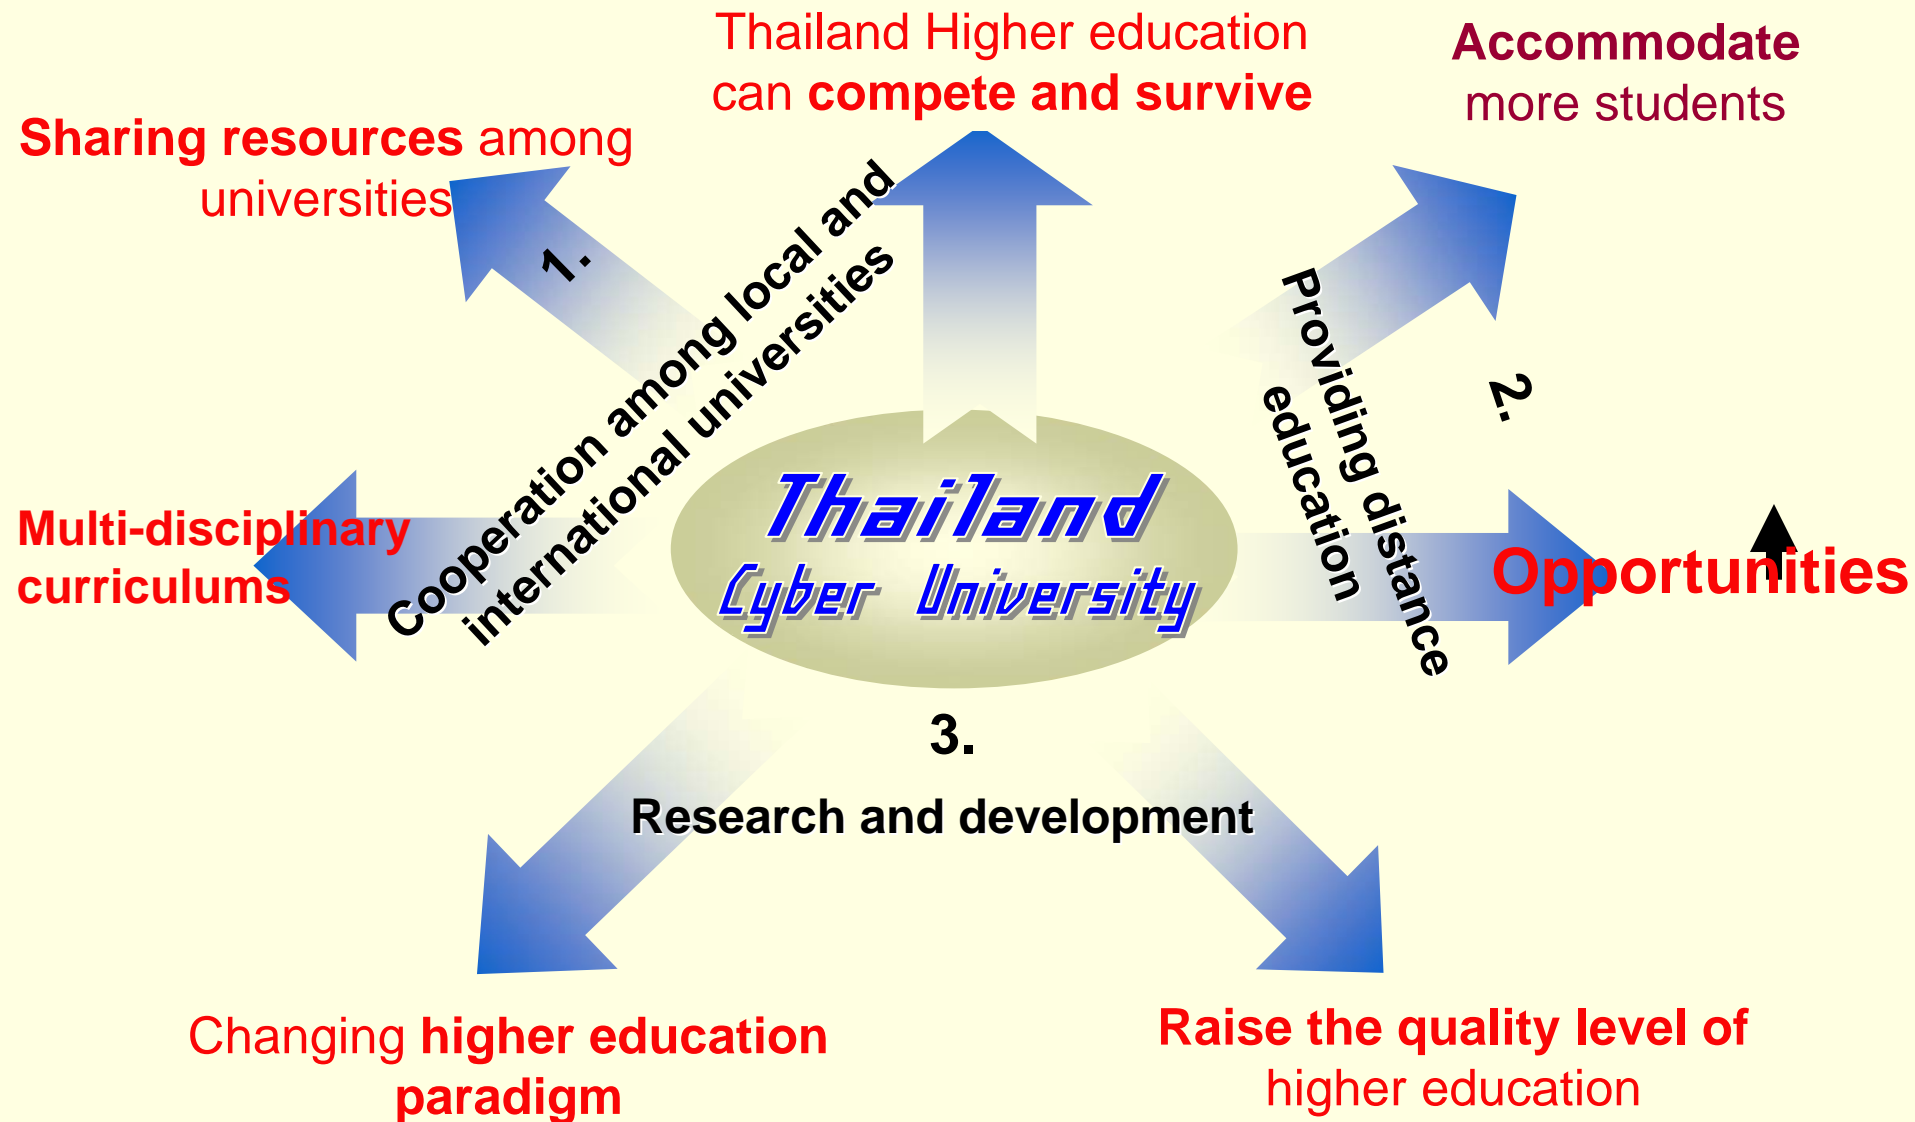 Thailand Higher education
can compete and survive
Accommodate
more students
Sharing resources among
universities
1.
Cooperation among local and
international universities
Providing distance
education
2.
Multi-disciplinary
curriculums
Thailand
Cyber University
Opportunities
3.
Research and development
Changing higher education
paradigm
Raise the quality level of
higher education